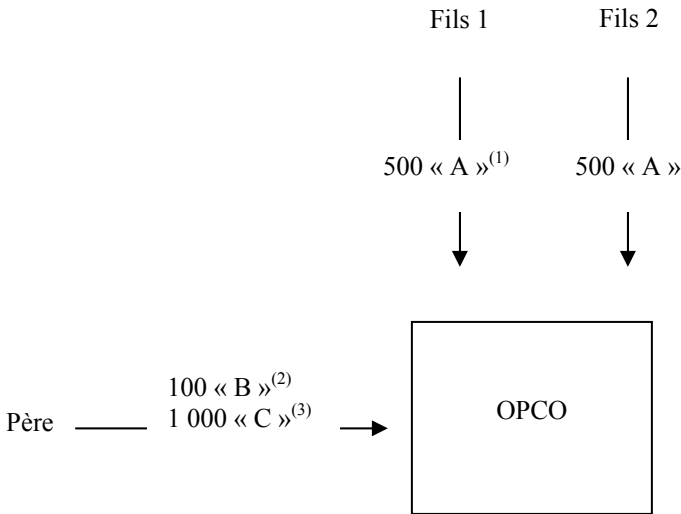 Fils 1 Fils 2
500 « A »(1) 500 « A »
100 « B »(2)
1 000 « C »(3)
Père
OPCO